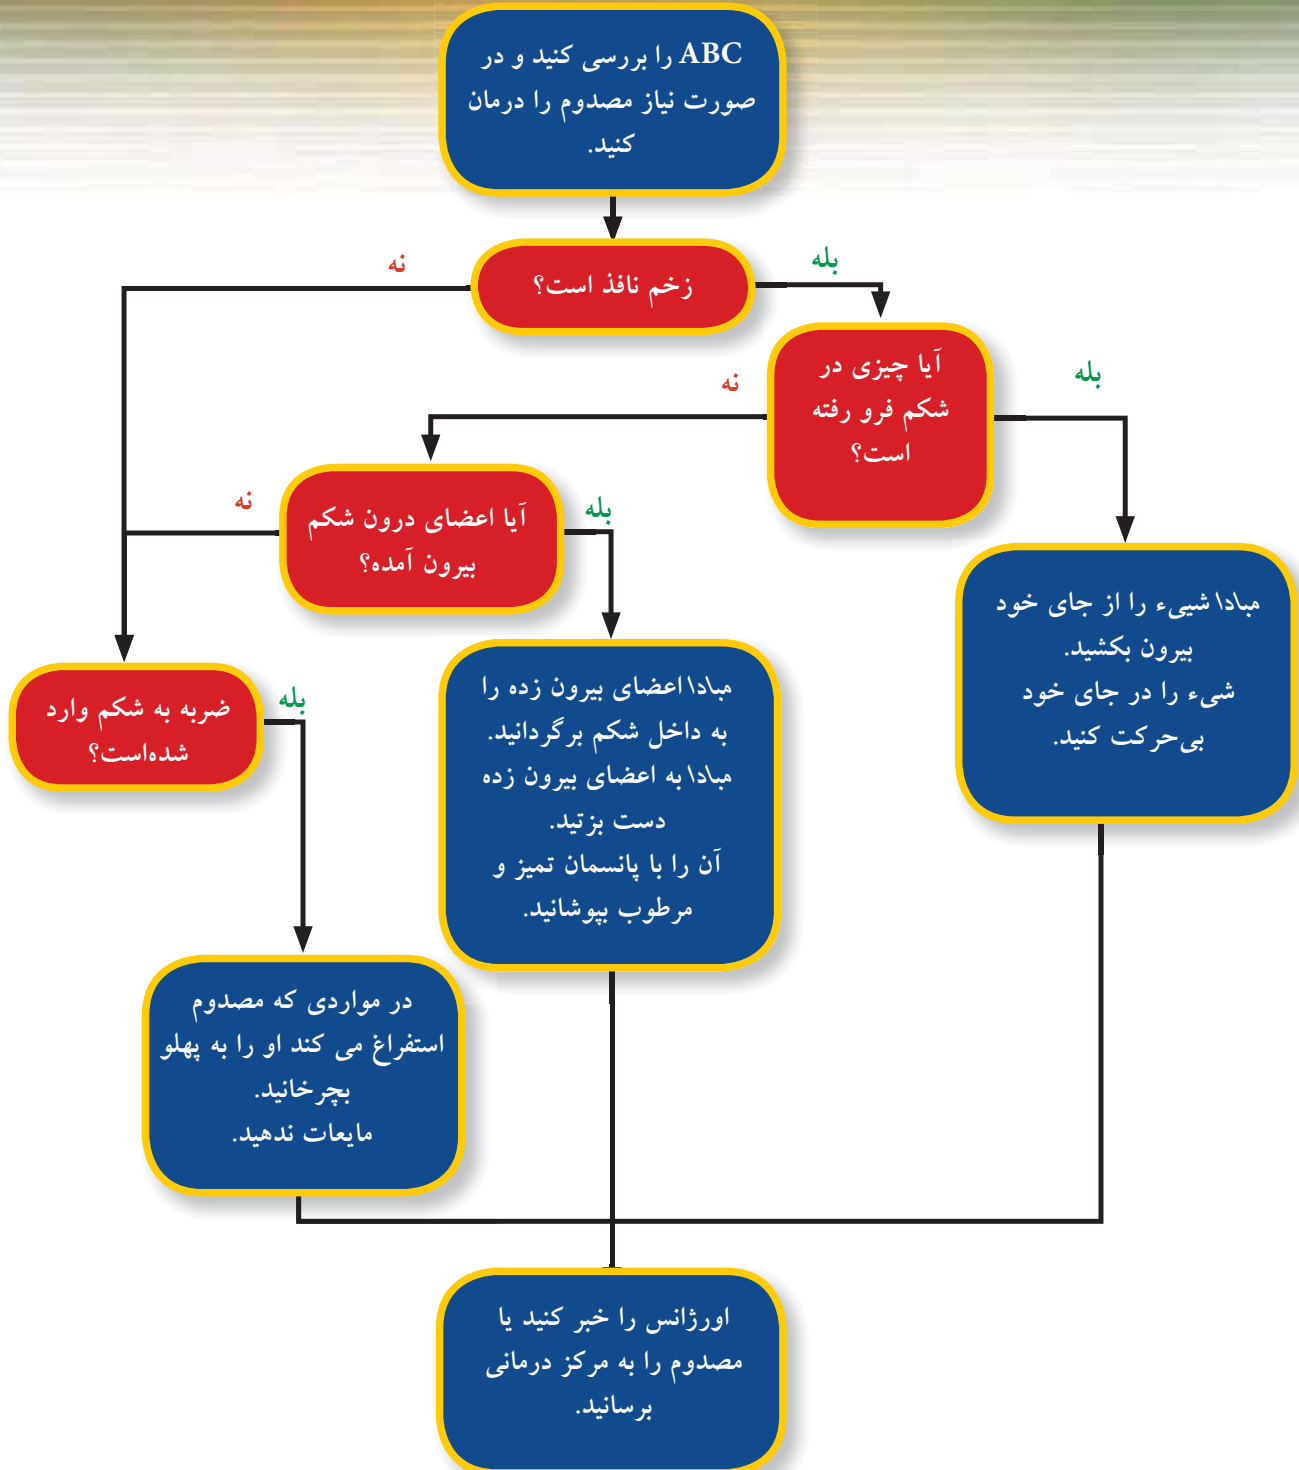 ABC را بررسی کنید و در
صورت نیاز مصدوم را درمان
کنید.
زخم نافذ است؟
بله
نه
آیا چیزی در
شکم فرو رفته
است؟
بله
نه
آیا اعضای درون شکم
بیرون آمده؟
بله
نه
مبادا شییء را از جای خود
بیرون بکشید.
شیء را در جای خود
بی‌حرکت کنید.
مبادا اعضای بیرون زده را
به داخل شکم برگردانید.
مبادا به اعضای بیرون زده
دست بزتید.
آن را با پانسمان تمیز و
مرطوب بپوشانید.
ضربه به شکم وارد
شده‌است؟
بله
در مواردی که مصدوم
استفراغ می کند او را به پهلو
بچرخانید.
مایعات ندهید.
اورژانس را خبر کنید یا
مصدوم را به مرکز درمانی
برسانید.